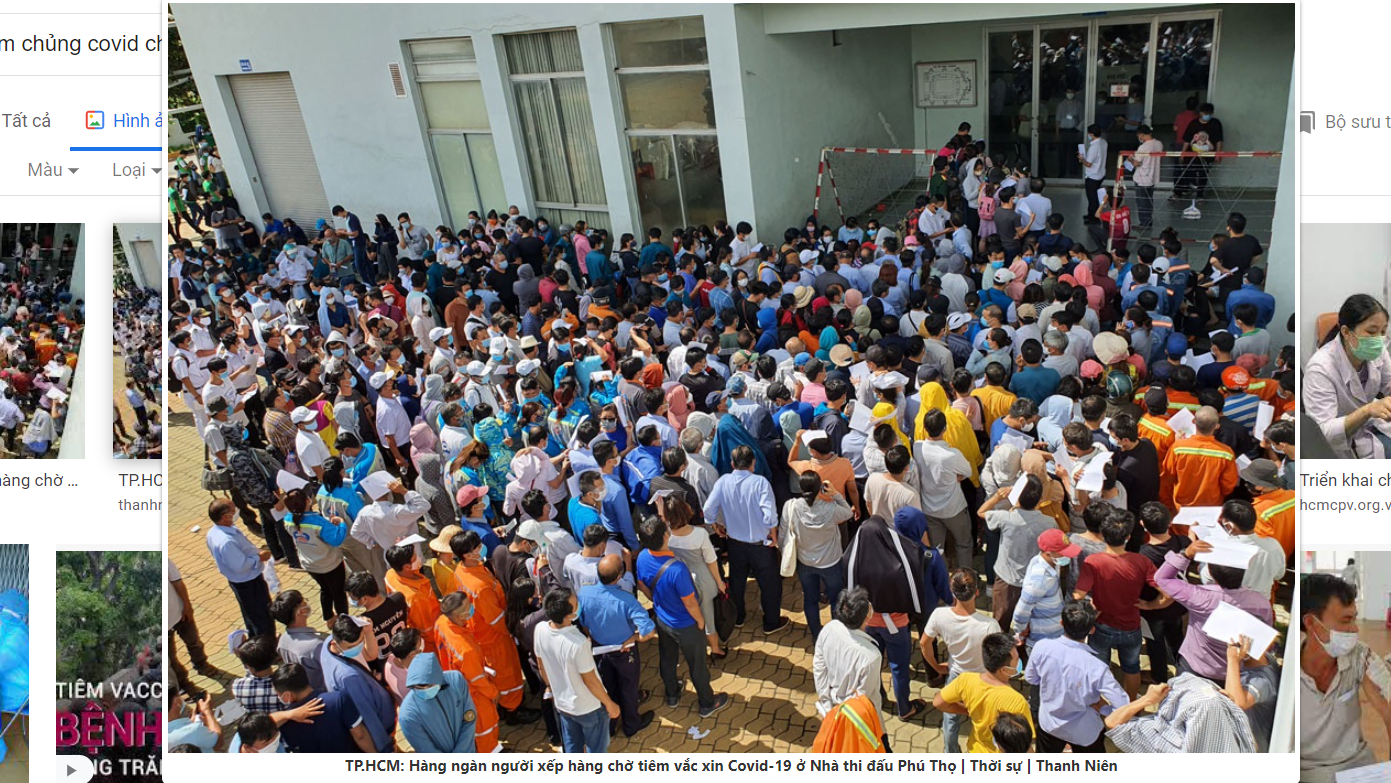 m chủng covid ch
Tất cả
Hình ả
Bộ sưu t
Màu
Loại
hàng chờ ...
TP.HC
thanhn
Triển khai ch
hcmcpv.org.v
TIÊM VACC
BỆNH
NG TRĂ
TP.HCM: Hàng ngàn người xếp hàng chờ tiêm vắc xin Covid-19 ở Nhà thi đấu Phú Thọ | Thời sự | Thanh Niên